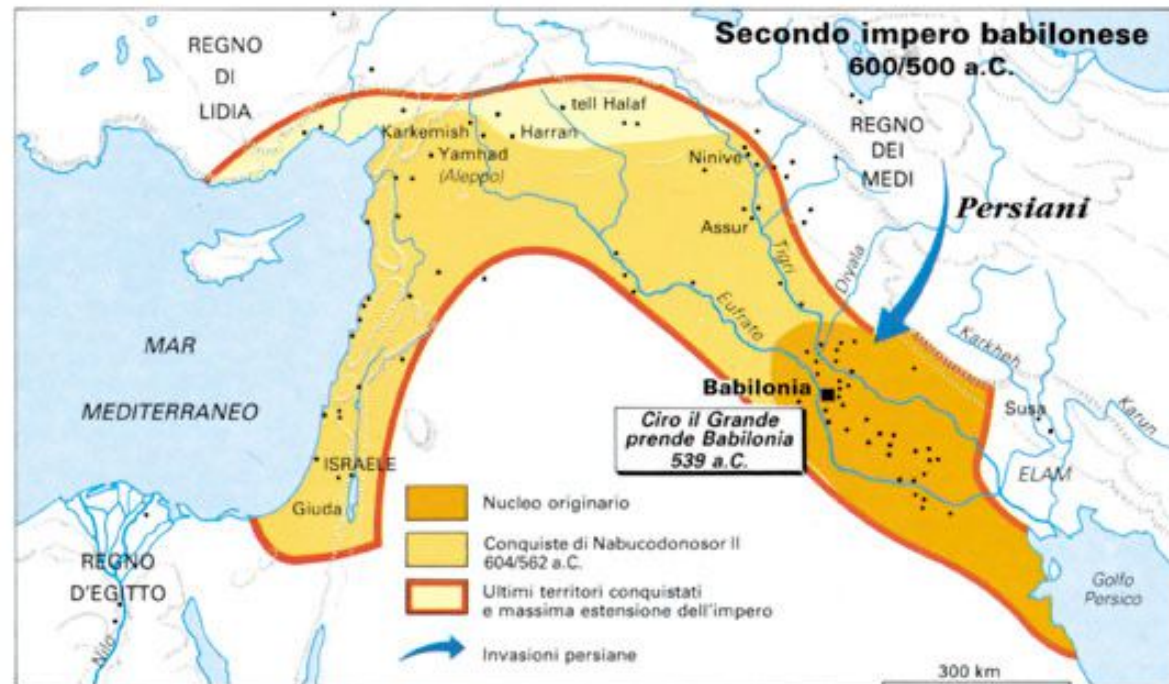 Secondo impero babilonese
600/500 a.C.
REGNO
DI
LIDIA
tell Halaf
Karkemish
Harran
Yamhad
(Aleppo)
Ninive
REGNO
DEI
MEDI
Persiani
Assur
Tigri
Diyala
Eufrate
Karkheh
MAR
MEDITERRANEO
Babilonia
Ciro il Grande
prende Babilonia
539 a.C.
Susa
Karun
ELAM
ISRAELE
Giuda
Nucleo originario
Conquiste di Nabucodonosor II
604/562 a.C.
REGNO
D'EGITTO
Ultimi territori conquistati
e massima estensione dell'impero
Golfo
Persico
Nilo
Invasioni persiane
300 km